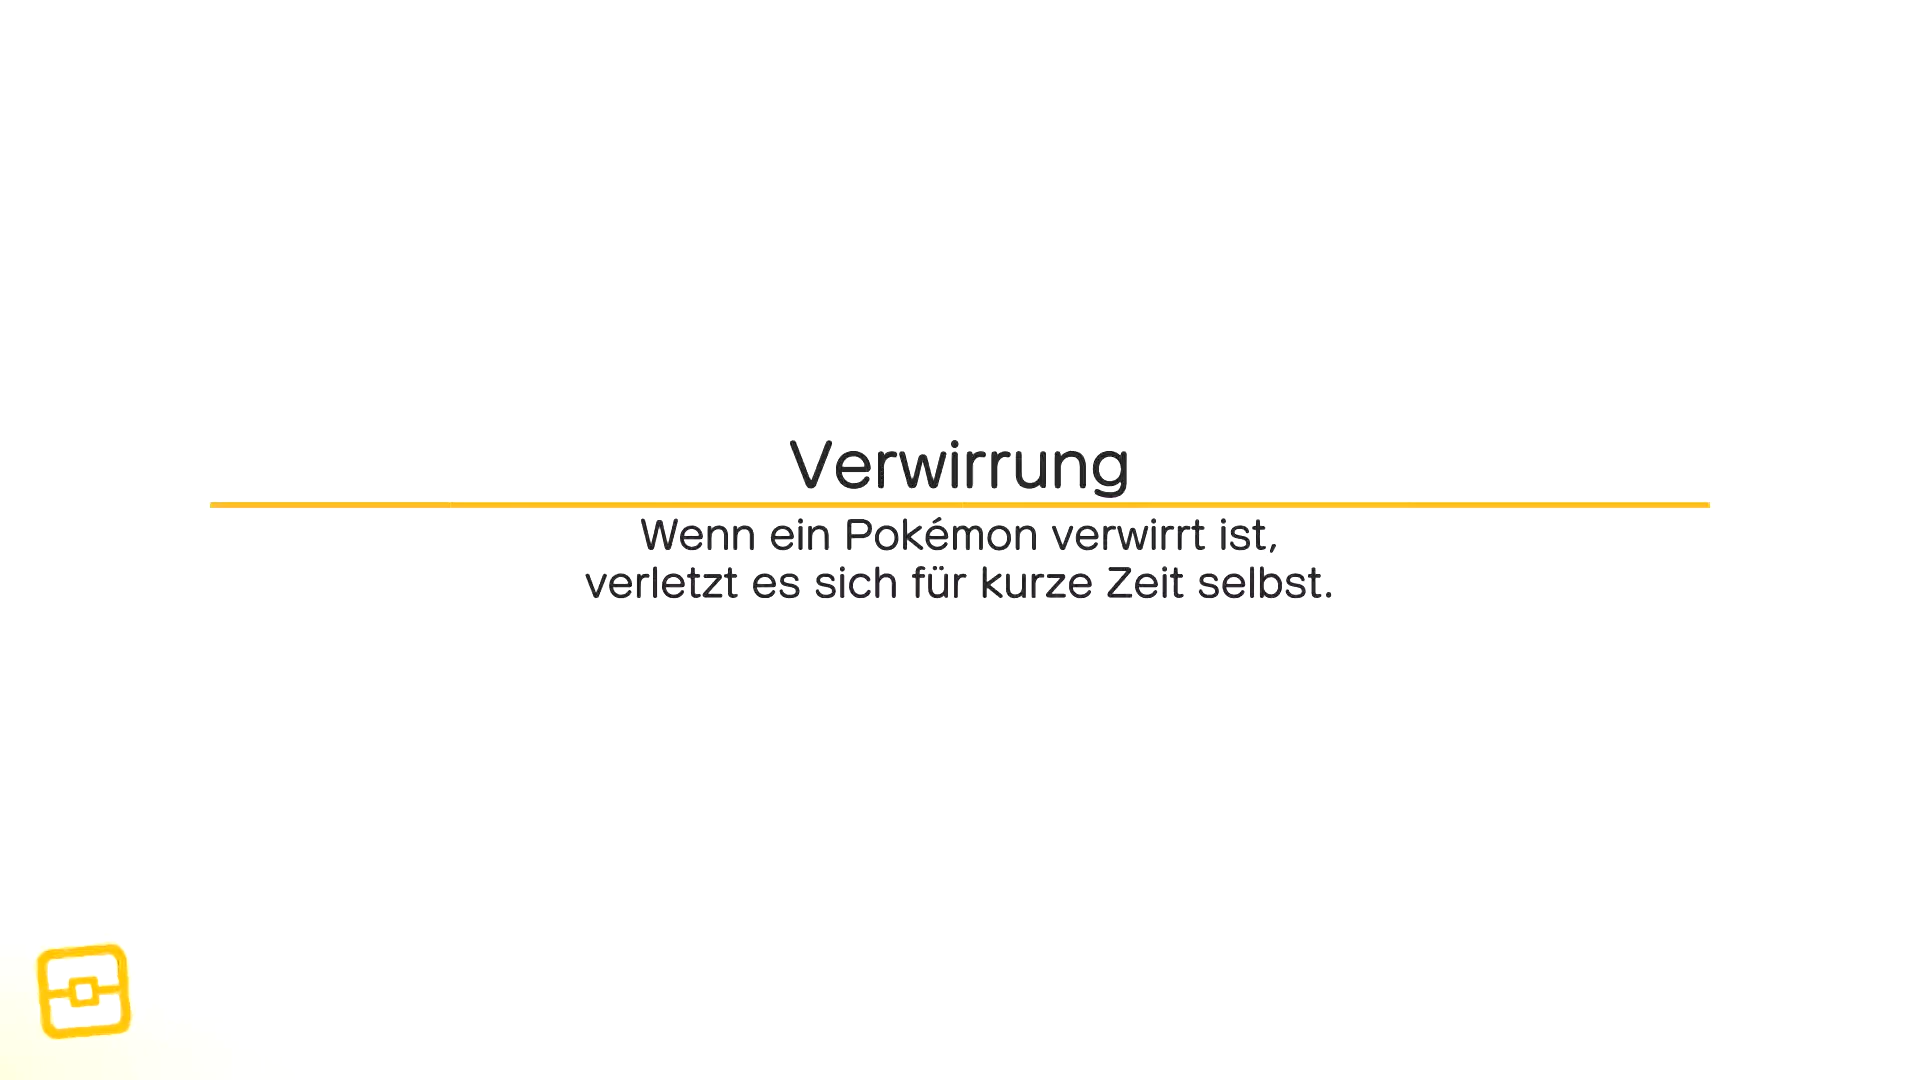 Verwirrung
Wenn ein Pokémon verwirrt ist,
verletzt es sich für kurze Zeit selbst.